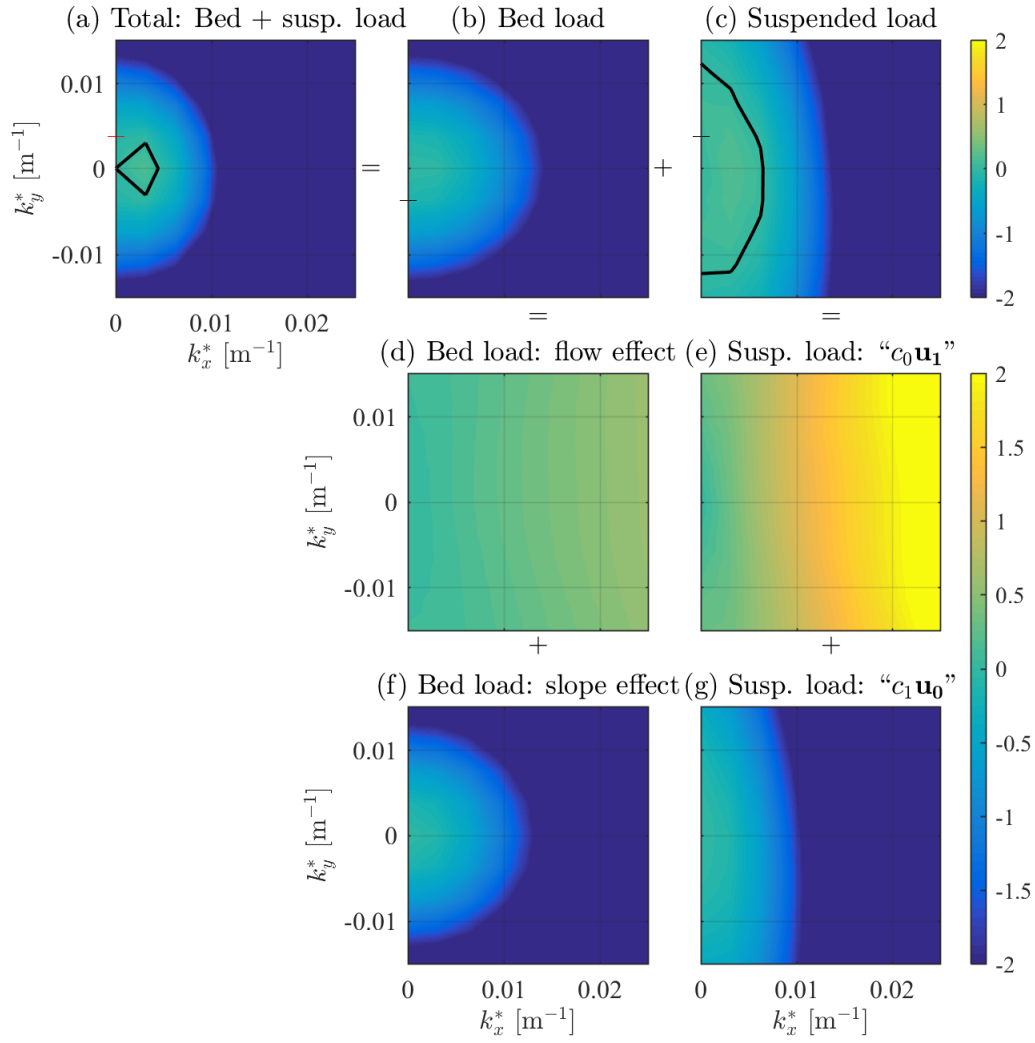 (a) Total: Bed + susp. load
(b) Bed load
(c) Suspended load
0.01
0
-0.01
k*y [m−1]
0
0.01
0.02
k*x [m−1]
=
+
2
1
0
-1
-2
=
=
(d) Bed load: flow effect
(e) Susp. load: “c0u1”
0.01
0
-0.01
k*y [m−1]
+
+
2
1.5
1
0.5
0
-0.5
-1
-1.5
-2
(f) Bed load: slope effect
(g) Susp. load: “c1u0”
0.01
0
-0.01
k*y [m−1]
0
0.01
0.02
k*x [m−1]
0
0.01
0.02
k*x [m−1]